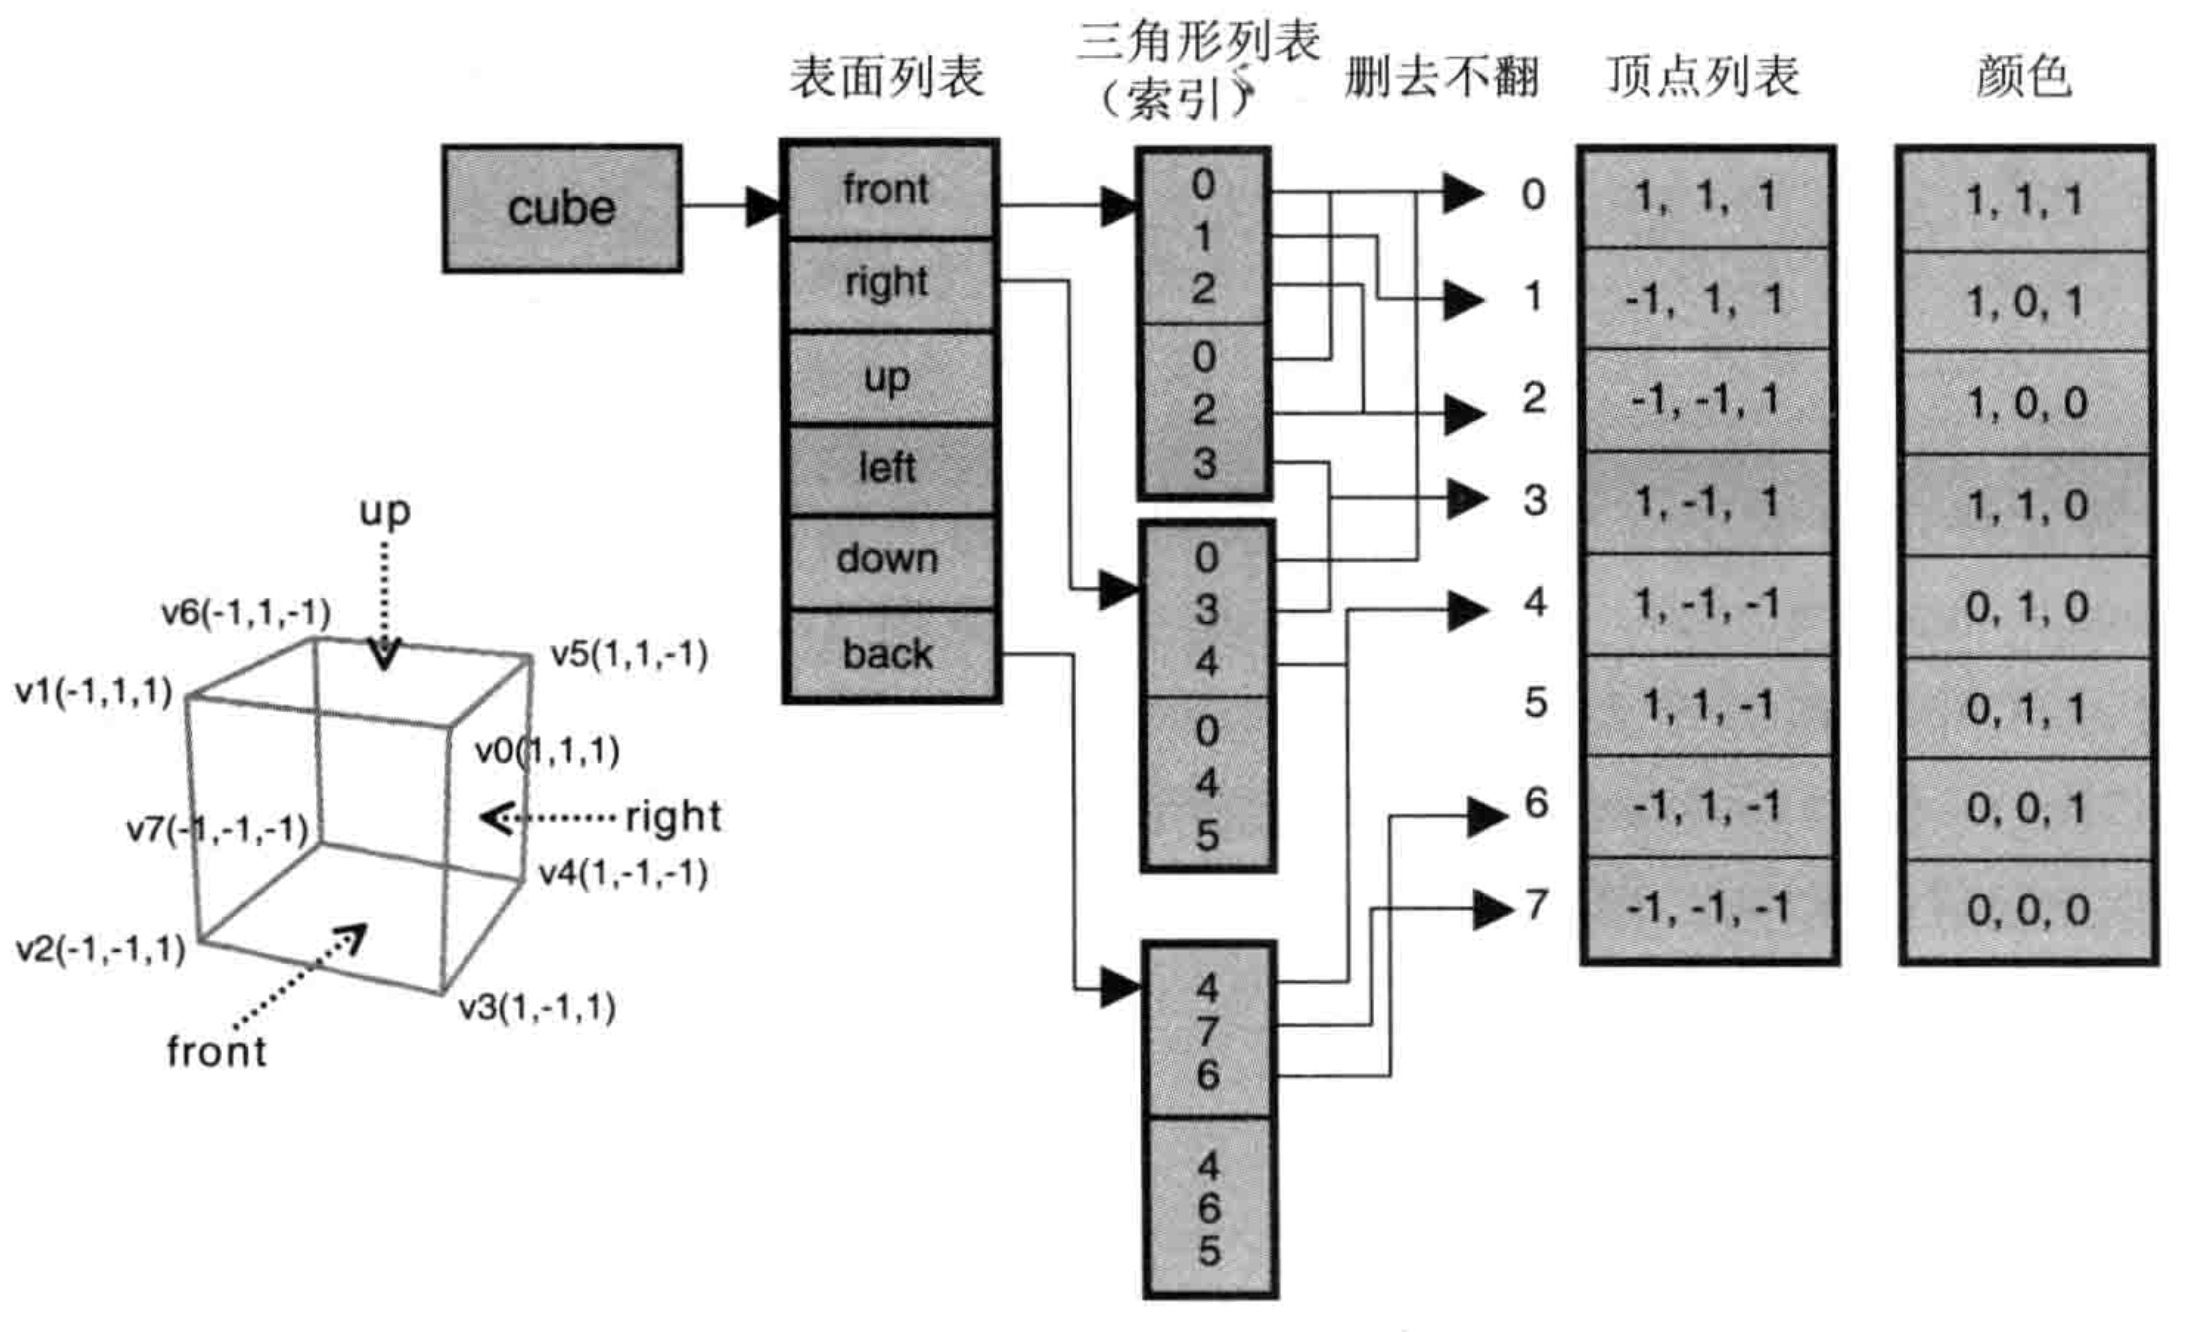 三角形列表
（索引）
表面列表
删去不翻
顶点列表
颜色
cube
front
right
up
left
down
back
0
1
2
0
2
3
0
3
4
0
4
5
4
7
6
4
6
5
0
1
2
3
4
5
6
7
1, 1, 1
-1, 1, 1
-1, -1, 1
1, -1, 1
1, -1, -1
1, 1, -1
-1, 1, -1
-1, -1, -1
1, 1, 1
1, 0, 1
1, 0, 0
1, 1, 0
0, 1, 0
0, 1, 1
0, 0, 1
0, 0, 0
up
v6(-1,1,-1)
v5(1,1,-1)
v1(-1,1,1)
v0(1,1,1)
right
v7(-1,-1,-1)
v4(1,-1,-1)
v2(-1,-1,1)
v3(1,-1,1)
front